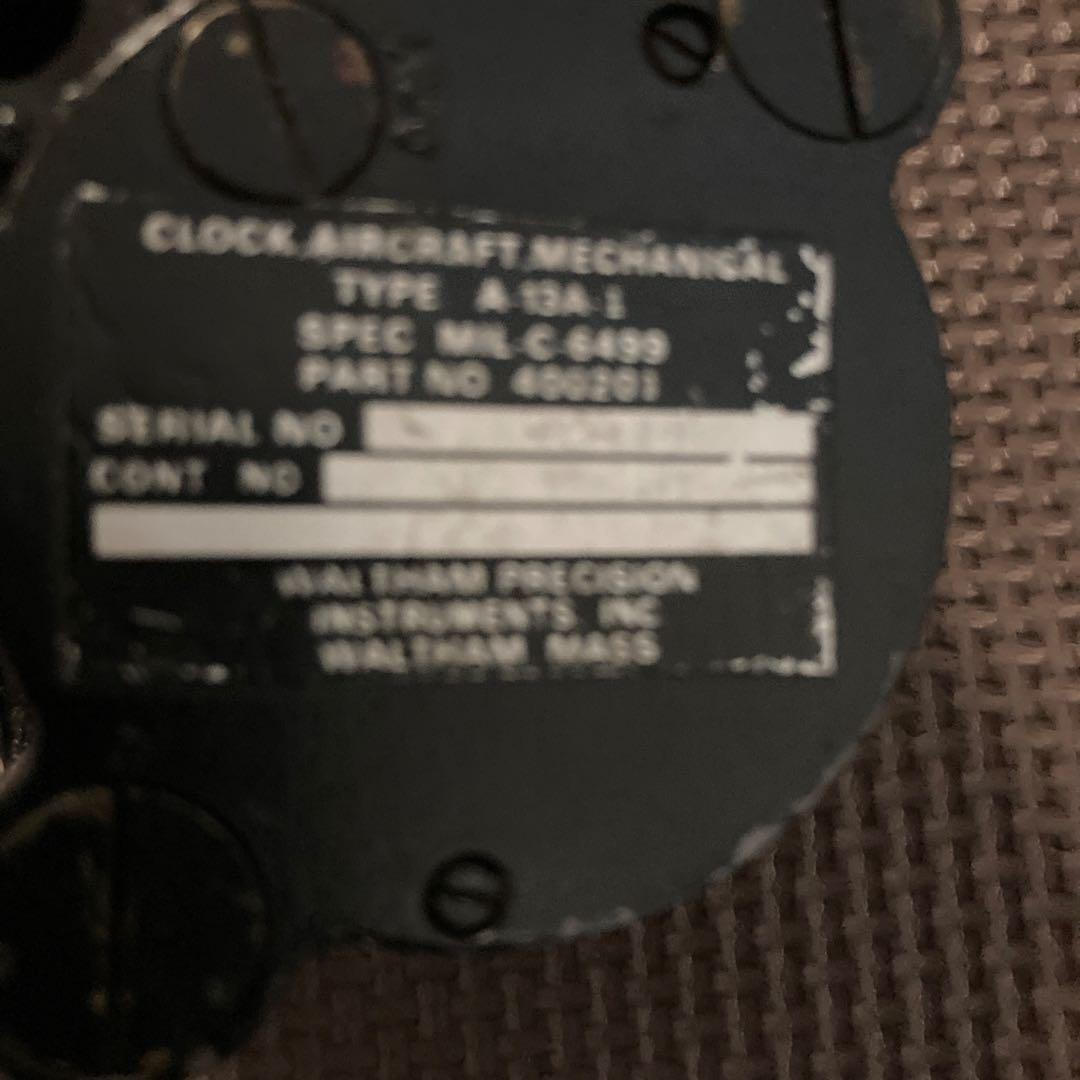 CLOCK, AIRCRAFT, MECHANICAL
TYPE A-13A-1
SPEC MIL-C-6499
PART NO 400201
SERIAL NO
CONT NO
WALTHAM PRECISION
INSTRUMENTS, INC
WALTHAM MASS